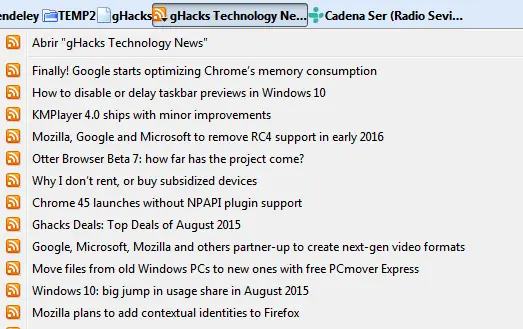 endeley TEMP2 gHacks gHacks Technology Ne... Cadena Ser (Radio Sevi...
Abrir "gHacks Technology News"
Finally! Google starts optimizing Chrome's memory consumption
How to disable or delay taskbar previews in Windows 10
KMPlayer 4.0 ships with minor improvements
Mozilla, Google and Microsoft to remove RC4 support in early 2016
Otter Browser Beta 7: how far has the project come?
Why I don't rent, or buy subsidized devices
Chrome 45 launches without NPAPI plugin support
Ghacks Deals: Top Deals of August 2015
Google, Microsoft, Mozilla and others partner-up to create next-gen video formats
Move files from old Windows PCs to new ones with free PCmover Express
Windows 10: big jump in usage share in August 2015
Mozilla plans to add contextual identities to Firefox